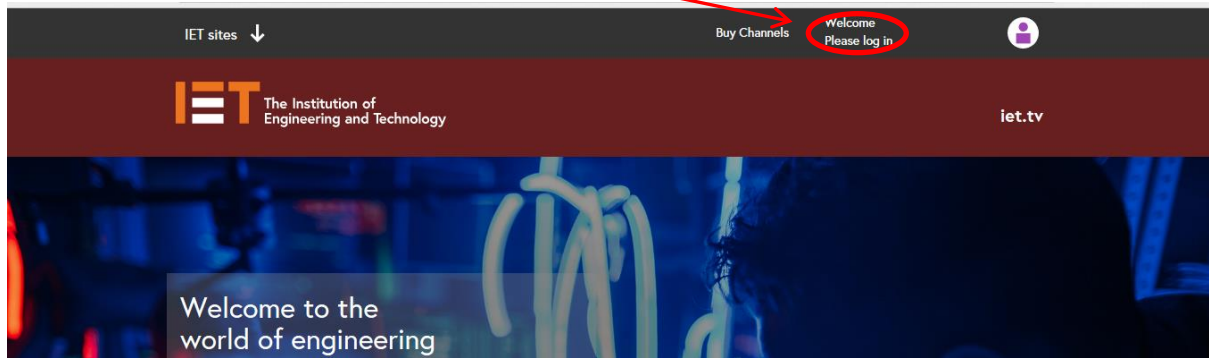 IET sites
Buy Channels
Welcome
Please log in
IET
The Institution of
Engineering and Technology
iet.tv
Welcome to the
world of engineering